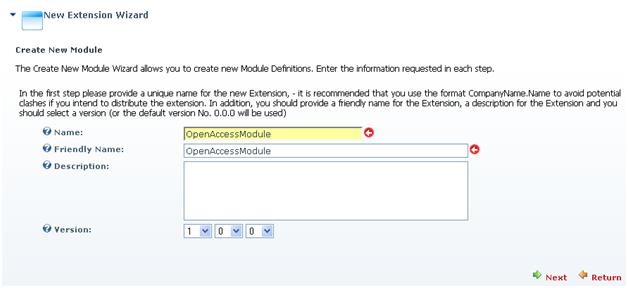 New Extension Wizard
Create New Module
The Create New Module Wizard allows you to create new Module Definitions. Enter the information requested in each step.
In the first step please provide a unique name for the new Extension, - it is recommended that you use the format CompanyName.Name to avoid potential
clashes if you intend to distribute the extension. In addition, you should provide a friendly name for the Extension, a description for the Extension and you
should select a version (or the default version No. 0.0.0 will be used)
Name: OpenAccessModule
Friendly Name: OpenAccessModule
Description:
Version: 1 0 0
Next Return